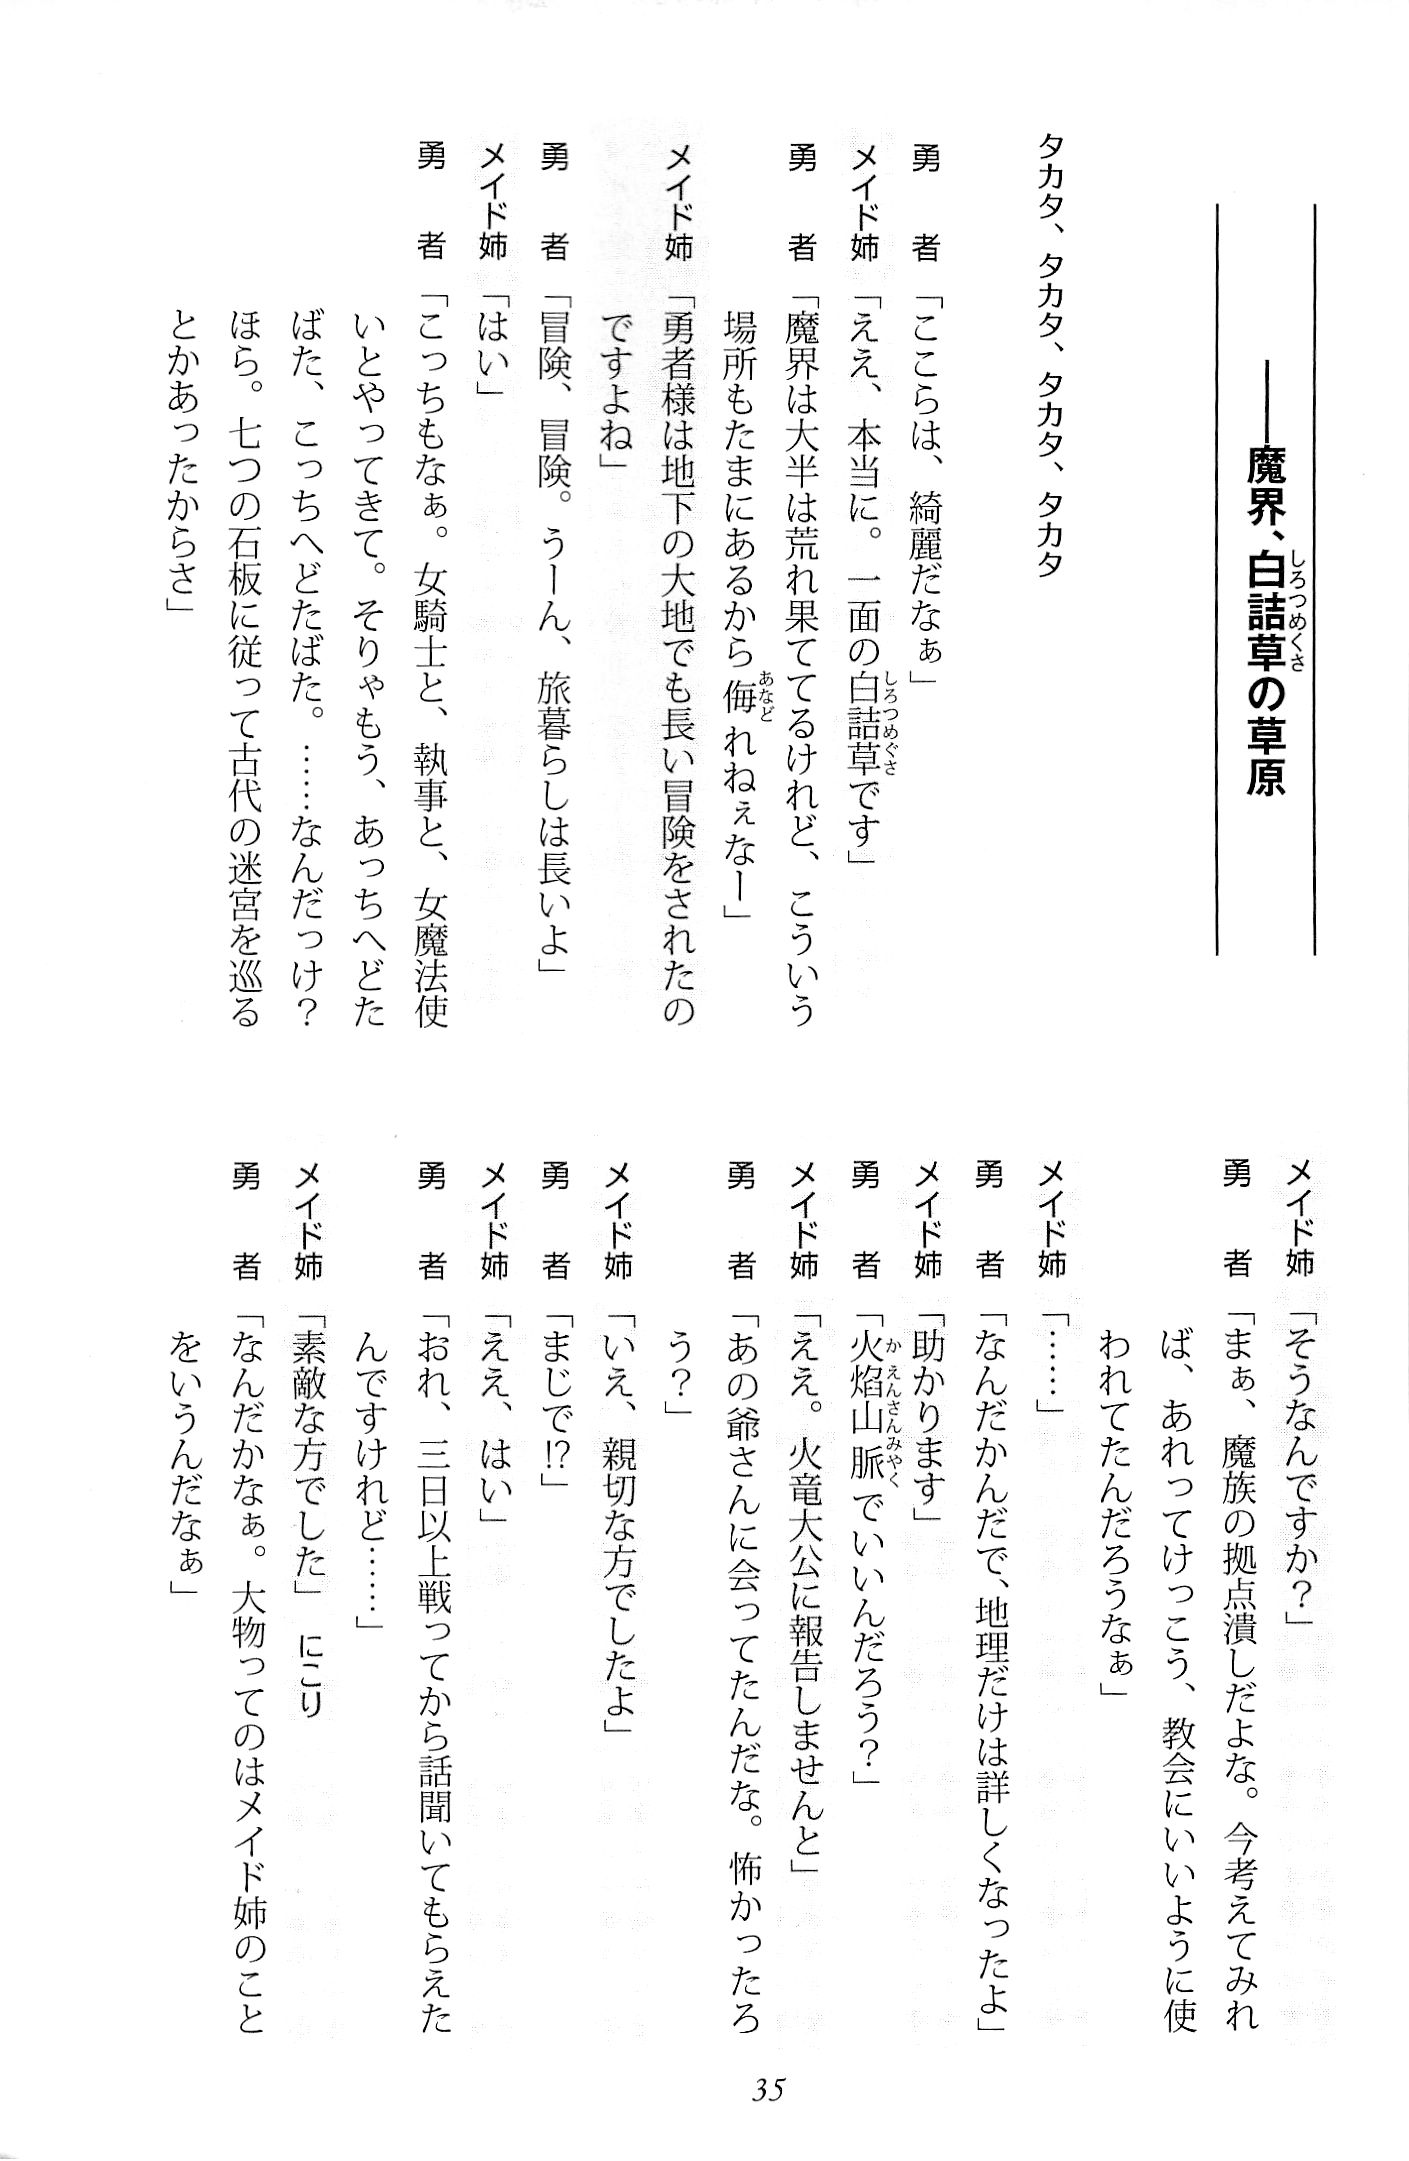 ――魔界、白詰草の草原
タカタ、タカタ、タカタ、タカタ
勇　者「ここらは、綺麗だなぁ」
メイド姉「ええ、本当に。一面の白詰草です」
勇　者「魔界は大半は荒れ果ててるけれど、こういう
場所もたまにあるから侮れねぇなー」
メイド姉「勇者様は地下の大地でも長い冒険をされたの
ですよね」
勇　者「冒険、冒険。うーん、旅暮らしは長いよ」
メイド姉「はい」
勇　者「こっちもなぁ。女騎士と、執事と、女魔法使
いとやってきて。そりゃもう、あっちへどた
ばた、こっちへどたばた。……なんだっけ？
ほら。七つの石板に従って古代の迷宮を巡る
とかあったからさ」
メイド姉「そうなんですか？」
勇　者「まぁ、魔族の拠点潰しだよな。今考えてみれ
ば、あれってけっこう、教会にいいように使
われてたんだろうなぁ」
メイド姉「……」
勇　者「なんだかんだで、地理だけは詳しくなったよ」
メイド姉「助かります」
勇　者「火焔山脈でいいんだろう？」
メイド姉「ええ。火竜大公に報告しませんと」
勇　者「あの爺さんに会ってたんだな。怖かったろ
う？」
メイド姉「いえ、親切な方でしたよ」
勇　者「まじで!?」
メイド姉「ええ、はい」
勇　者「おれ、三日以上戦ってから話聞いてもらえた
んですけれど……」
メイド姉「素敵な方でした」にこり
勇　者「なんだかなぁ。大物ってのはメイド姉のこと
をいうんだなぁ」
35